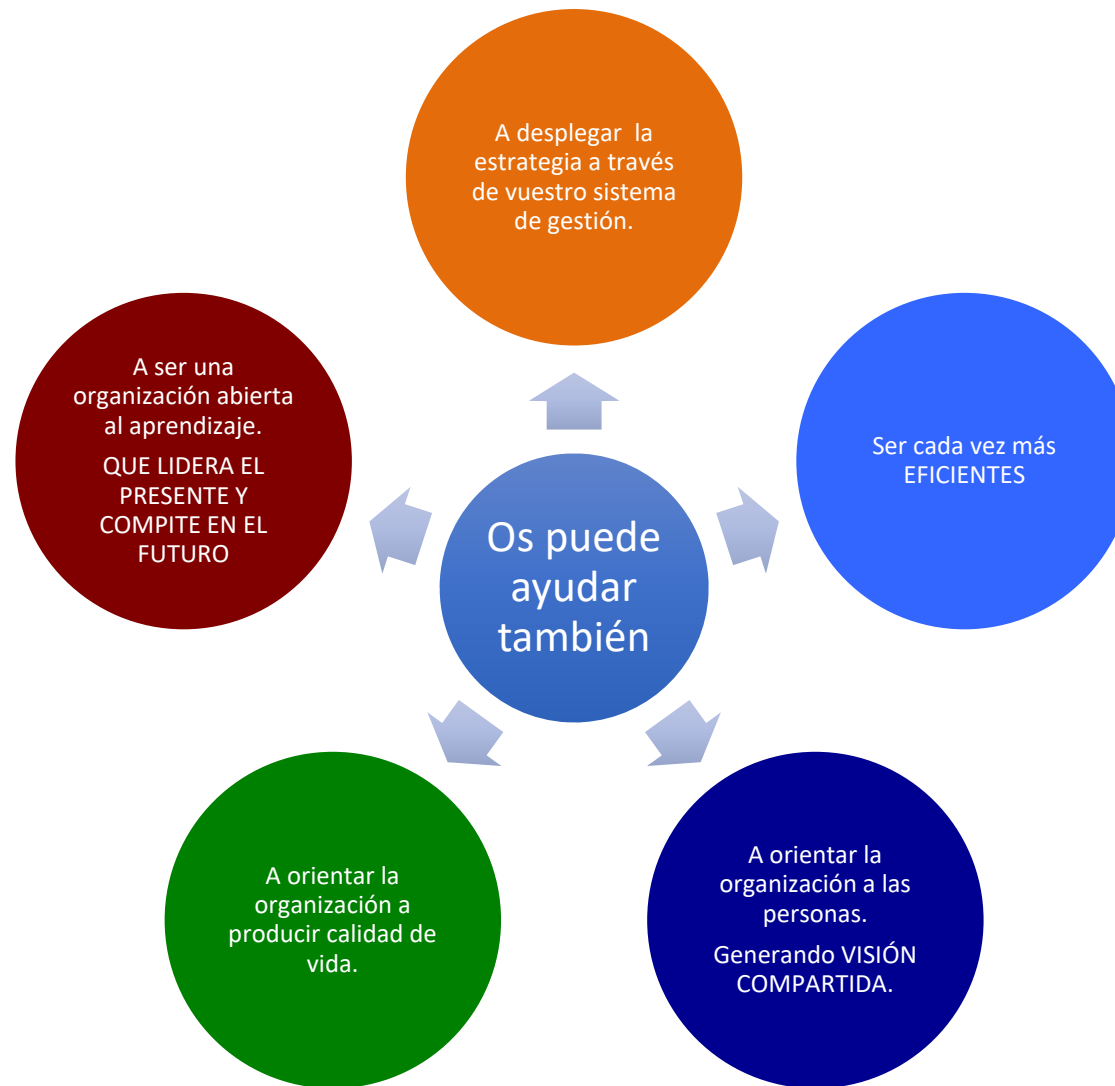 A desplegar la
estrategia a través
de vuestro sistema
de gestión.
Ser cada vez más
EFICIENTES
A orientar la
organización a las
personas.
Generando VISIÓN
COMPARTIDA.
A orientar la
organización a
producir calidad de
vida.
A ser una
organización abierta
al aprendizaje.
QUE LIDERA EL
PRESENTE Y
COMPITE EN EL
FUTURO
Os puede
ayudar
también